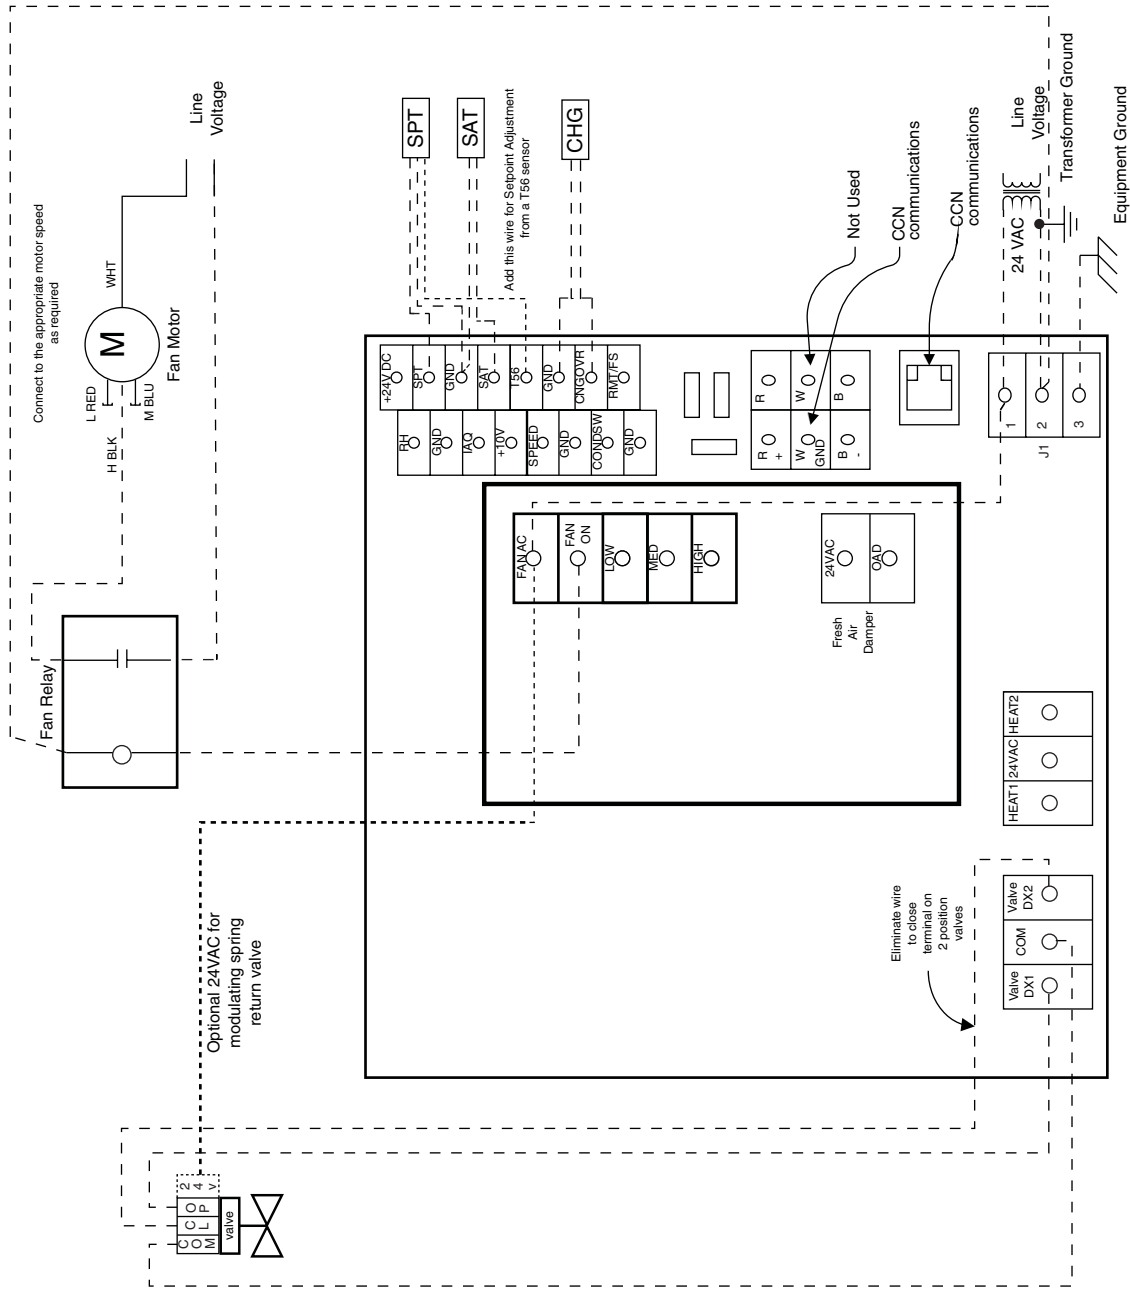 Connect to the appropriate motor speed
as required
Line
Voltage
WHT
M
Fan Motor
L RED
M BLU
H BLK
Fan Relay
SPT
SAT
CHG
Add this wire for Setpoint Adjustment
from a T56 sensor
Not Used
CCN
communications
CCN
communications
24 VAC
Line
Voltage
Transformer Ground
Equipment Ground
+24V DC
SPT
GND
SAT
T56
GND
CNGOVR
RMT/FS
RH
GND
IAQ
+10V
SPEED
GND
CONDSW
GND
R
W
B
R
+
W
GND
B
-
1
2
3
J1
FAN AC
FAN
ON
LOW
MED
HIGH
24VAC
OAD
Fresh
Air
Damper
HEAT1
24VAC
HEAT2
Valve
DX1
COM
Valve
DX2
Eliminate wire
to close
terminal on
2 position
valves
Optional 24VAC for
modulating spring
return valve
2
4
v
O
P
C
L
C
O
M
valve